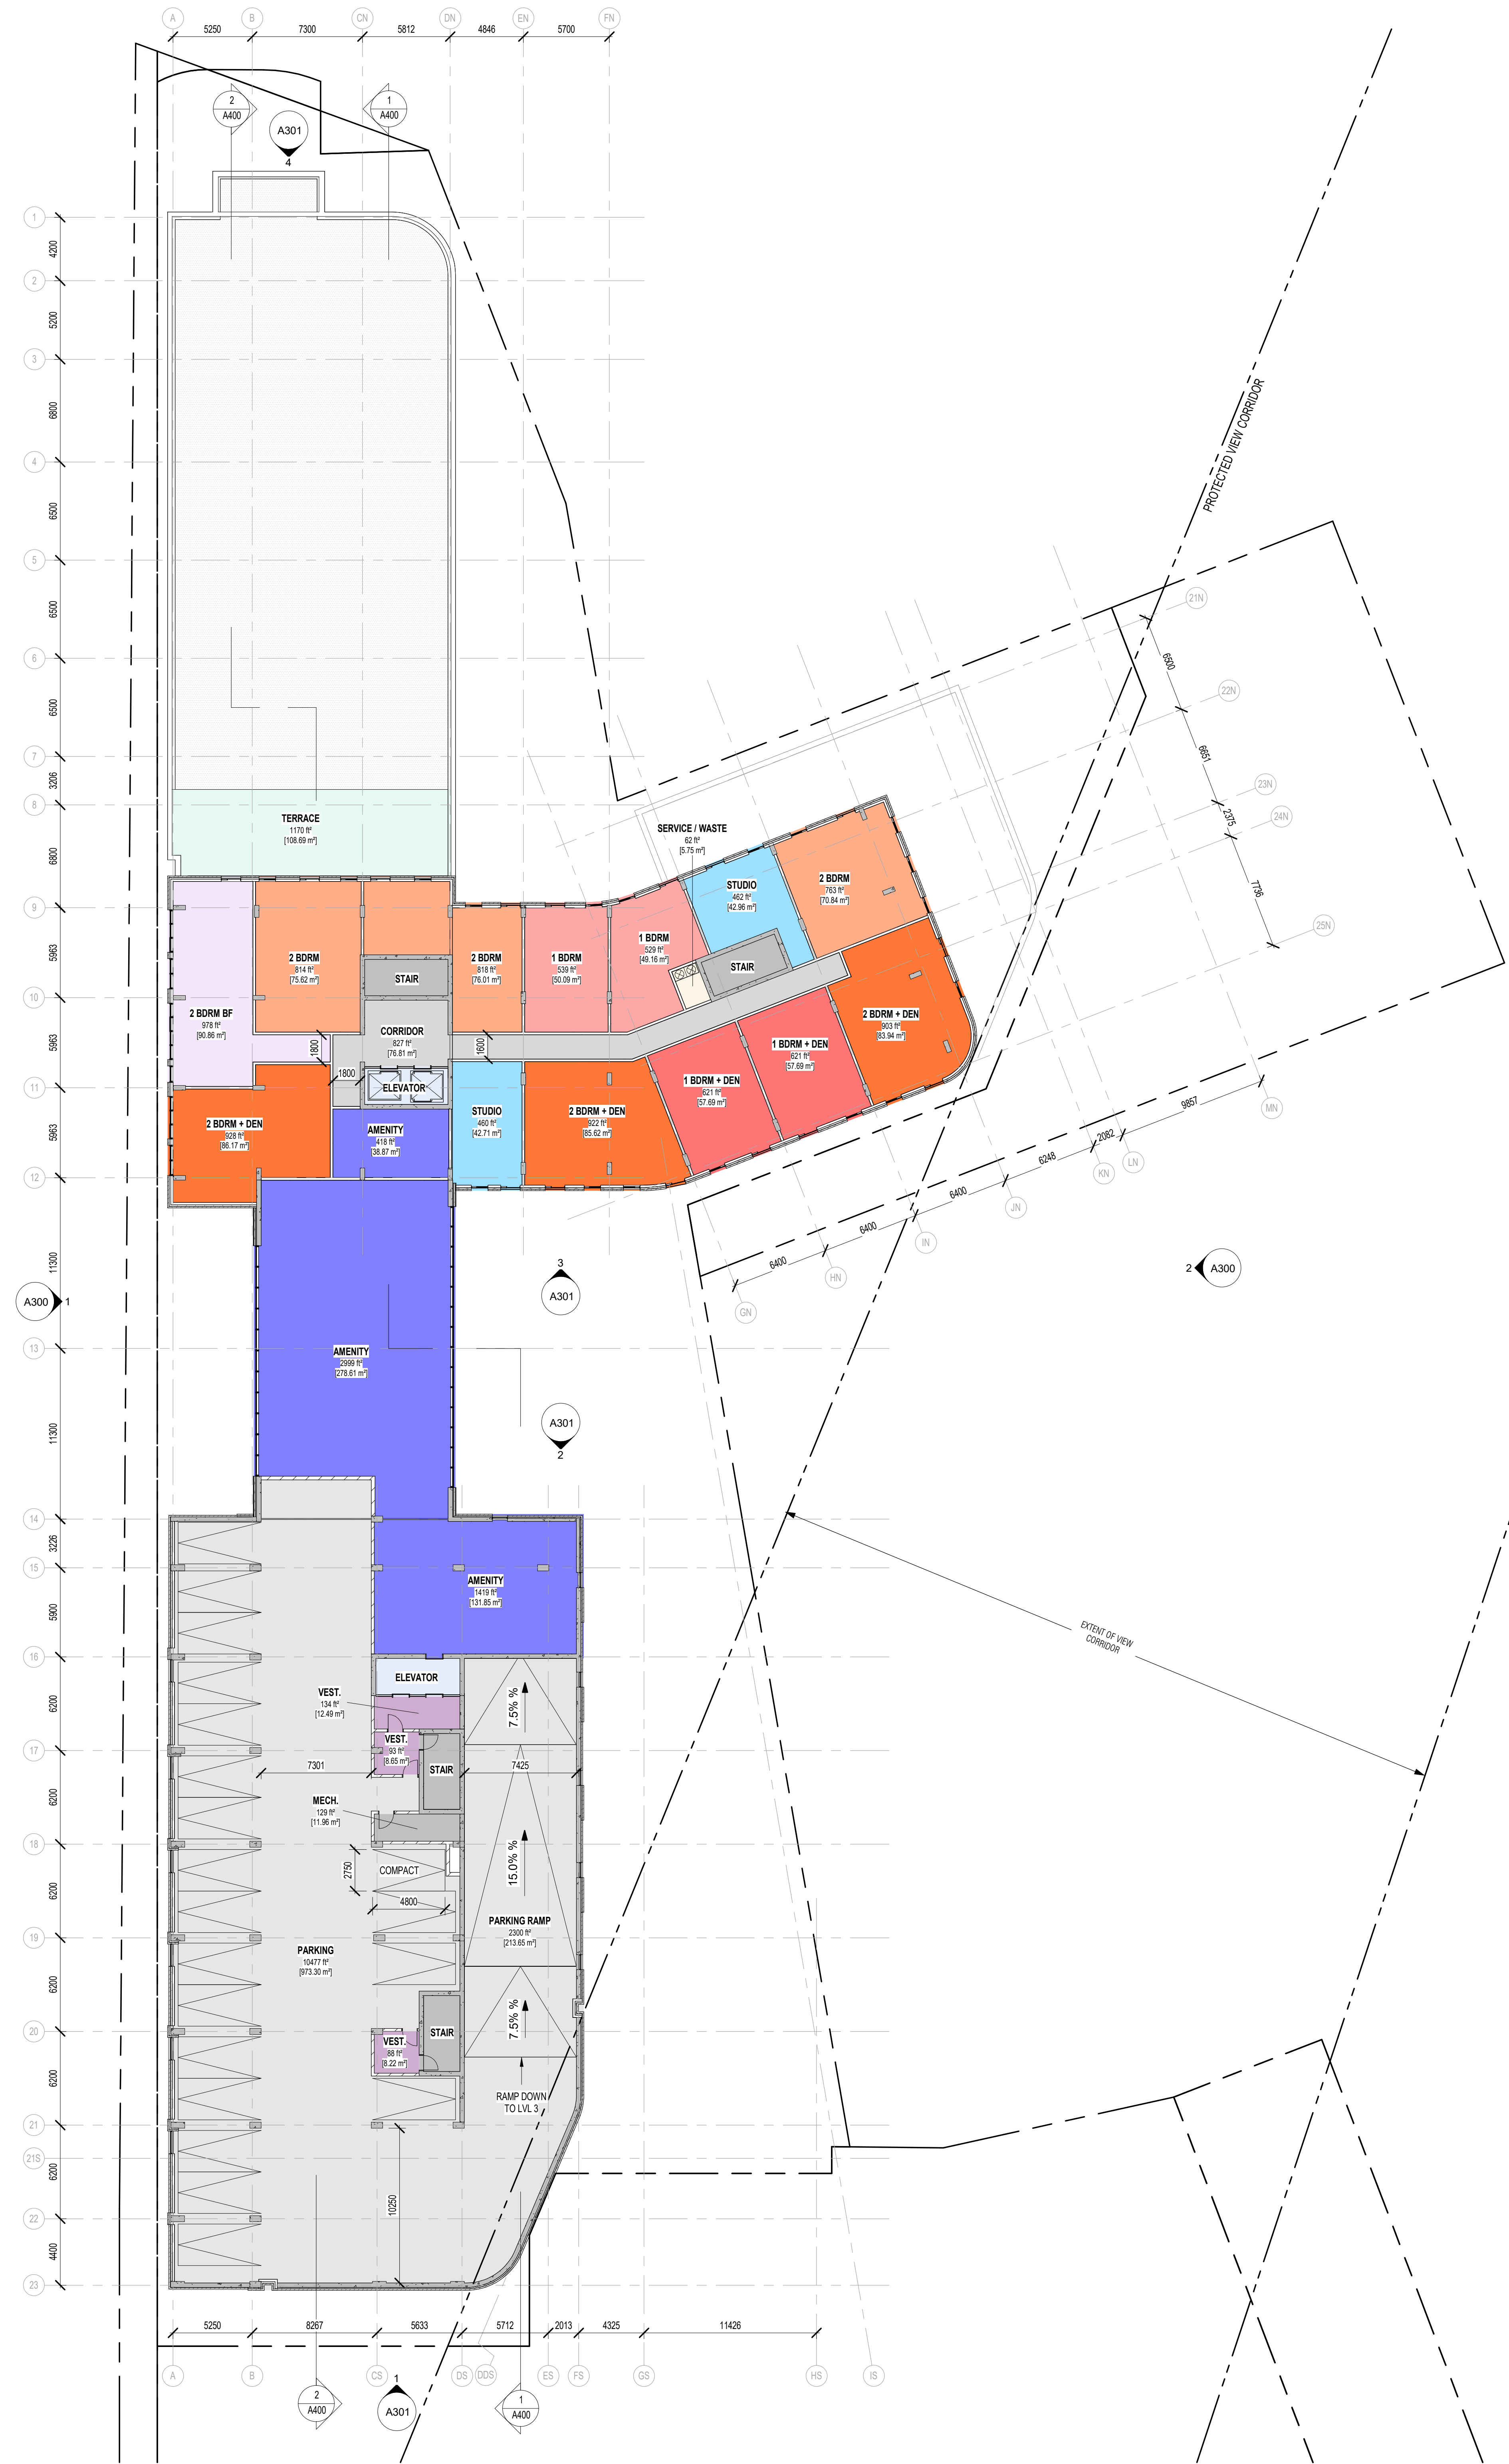 A
B
CN
DN
EN
FN
5250
7300
5812
4846
5700
2
A400
1
A400
A301
4
1
4200
2
5200
3
6800
4
6500
5
6500
6
6500
7
3206
8
6800
9
5963
10
5963
11
5963
12
11300
13
11300
14
3226
15
5900
16
6200
17
6200
18
6200
19
6200
20
6200
21
21S
6200
22
4400
23
PROTECTED VIEW CORRIDOR
21N
6500
22N
6651
23N
2375
24N
7736
25N
TERRACE
1170 ft²
[108.69 m²]
SERVICE / WASTE
62 ft²
[5.75 m²]
STUDIO
462 ft²
[42.96 m²]
2 BDRM
763 ft²
[70.84 m²]
2 BDRM
814 ft²
[75.62 m²]
STAIR
2 BDRM
818 ft²
[76.01 m²]
1 BDRM
539 ft²
[50.09 m²]
1 BDRM
529 ft²
[49.16 m²]
STAIR
2 BDRM BF
978 ft²
[90.86 m²]
CORRIDOR
827 ft²
[76.81 m²]
1800
1800
1600
ELEVATOR
2 BDRM + DEN
903 ft²
[83.94 m²]
1 BDRM + DEN
621 ft²
[57.69 m²]
1 BDRM + DEN
621 ft²
[57.69 m²]
2 BDRM + DEN
928 ft²
[86.17 m²]
AMENITY
418 ft²
[38.87 m²]
STUDIO
460 ft²
[42.71 m²]
2 BDRM + DEN
922 ft²
[85.62 m²]
6400
6400
6400
6248
2082
9857
GN
HN
IN
JN
KN
LN
MN
A300
1
3
A301
2
A300
AMENITY
2999 ft²
[278.61 m²]
A301
2
AMENITY
1419 ft²
[131.85 m²]
EXTENT OF VIEW
CORRIDOR
ELEVATOR
VEST.
134 ft²
[12.49 m²]
VEST.
93 ft²
[8.65 m²]
STAIR
7.5% %
7301
7425
MECH.
129 ft²
[11.96 m²]
2750
COMPACT
4800
15.0% %
PARKING RAMP
2300 ft²
[213.65 m²]
PARKING
10477 ft²
[973.30 m²]
STAIR
VEST.
88 ft²
[8.22 m²]
7.5% %
RAMP DOWN
TO LVL 3
10250
5250
8267
5633
5712
2013
4325
11426
A
B
CS
DS
DDS
ES
FS
GS
HS
IS
2
A400
1
A301
1
A400